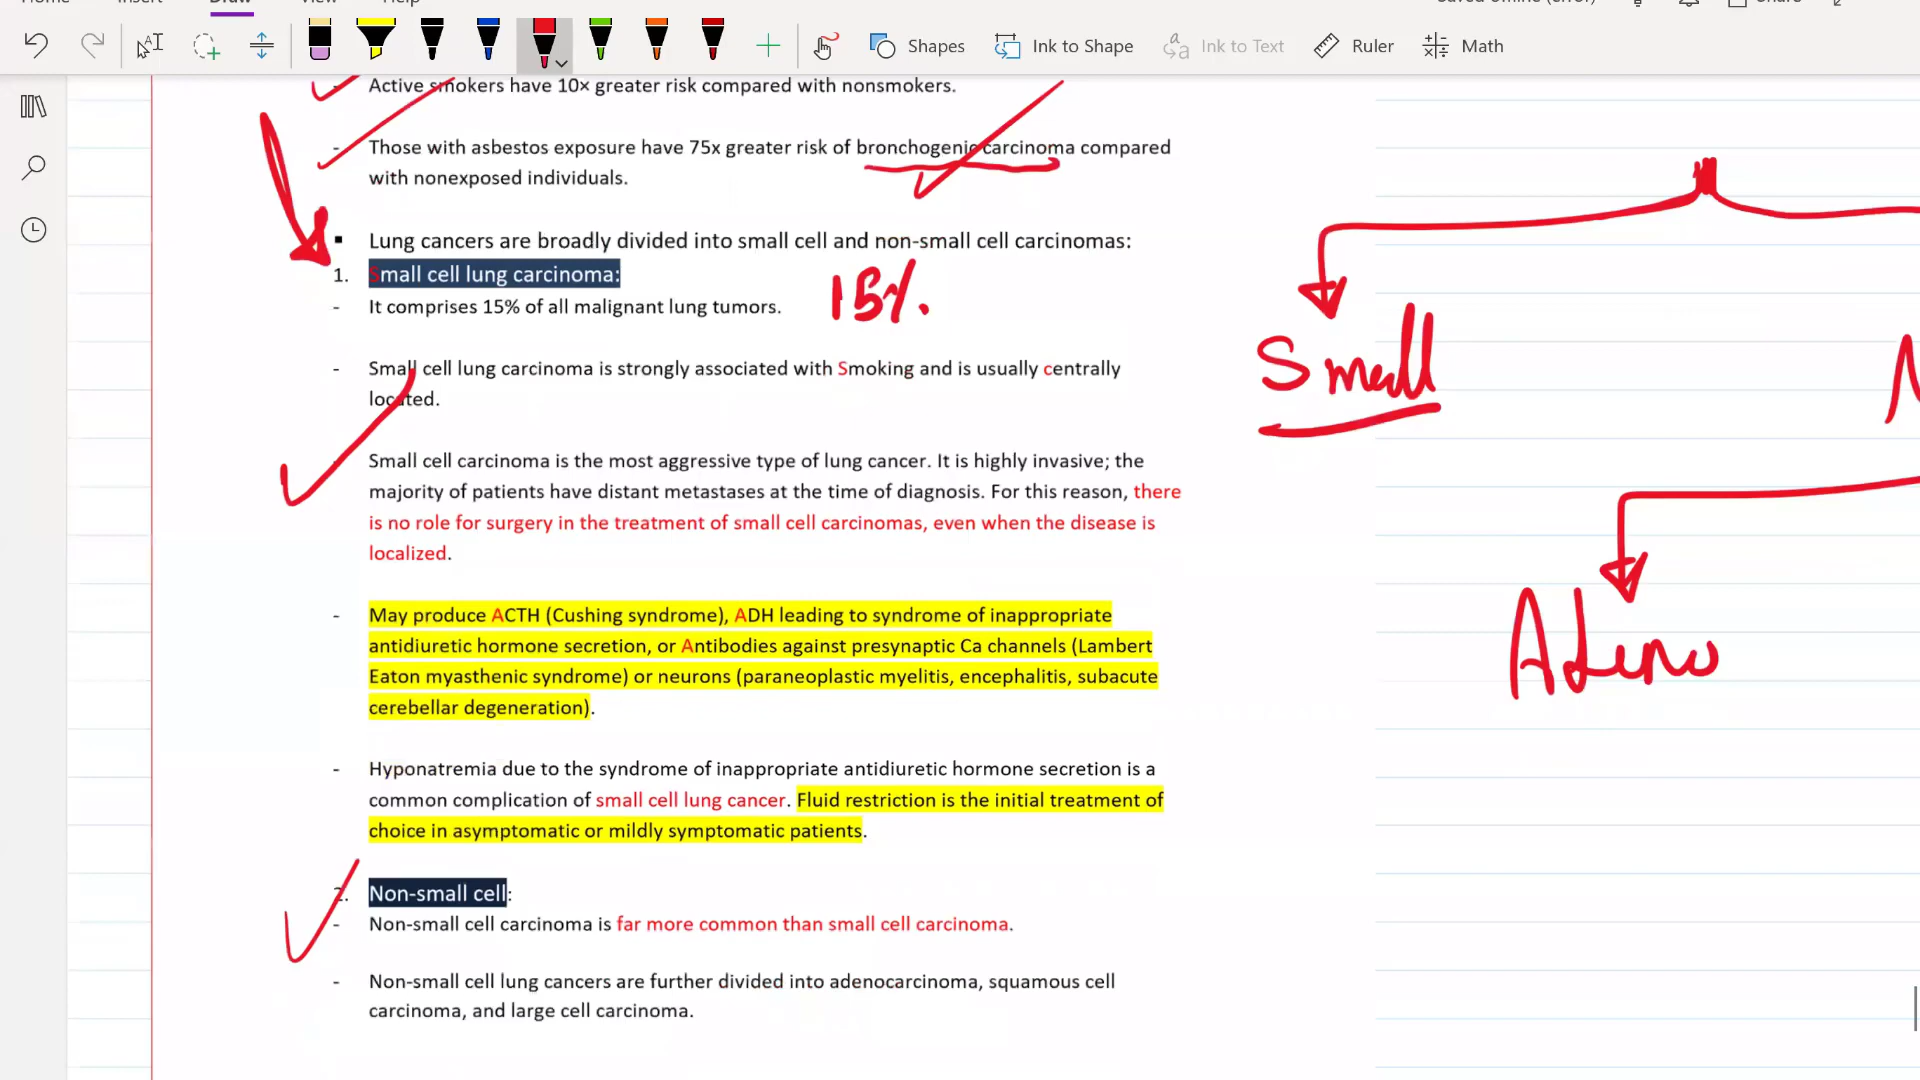 Home Insert Draw View Help Saved online (error) Share
Shapes Ink to Shape Ink to Text Ruler Math
- Active smokers have 10× greater risk compared with nonsmokers.
- Those with asbestos exposure have 75x greater risk of bronchogenic carcinoma compared
with nonexposed individuals.
▪ Lung cancers are broadly divided into small cell and non-small cell carcinomas:
1. Small cell lung carcinoma:
- It comprises 15% of all malignant lung tumors.
15%.
- Small cell lung carcinoma is strongly associated with Smoking and is usually centrally
located.
Small
- Small cell carcinoma is the most aggressive type of lung cancer. It is highly invasive; the
majority of patients have distant metastases at the time of diagnosis. For this reason, there
is no role for surgery in the treatment of small cell carcinomas, even when the disease is
localized.
- May produce ACTH (Cushing syndrome), ADH leading to syndrome of inappropriate
antidiuretic hormone secretion, or Antibodies against presynaptic Ca channels (Lambert
Eaton myasthenic syndrome) or neurons (paraneoplastic myelitis, encephalitis, subacute
cerebellar degeneration).
Adeno
- Hyponatremia due to the syndrome of inappropriate antidiuretic hormone secretion is a
common complication of small cell lung cancer. Fluid restriction is the initial treatment of
choice in asymptomatic or mildly symptomatic patients.
2. Non-small cell:
- Non-small cell carcinoma is far more common than small cell carcinoma.
- Non-small cell lung cancers are further divided into adenocarcinoma, squamous cell
carcinoma, and large cell carcinoma.